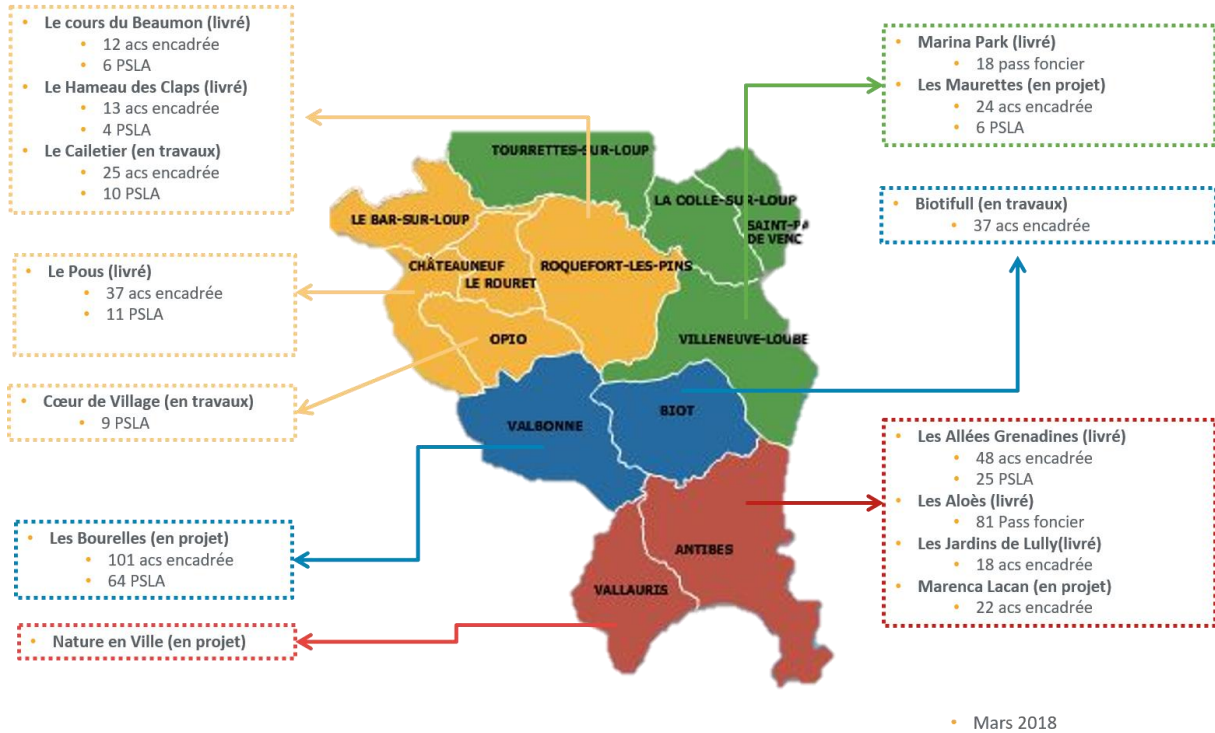 Le cours du Beaumon (livré)
12 acs encadrée
6 PSLA
Le Hameau des Claps (livré)
13 acs encadrée
4 PSLA
Le Cailetier (en travaux)
25 acs encadrée
10 PSLA
Le Pous (livré)
37 acs encadrée
11 PSLA
Cœur de Village (en travaux)
9 PSLA
Les Bourelles (en projet)
101 acs encadrée
64 PSLA
Nature en Ville (en projet)
TOURRETTES-SUR-LOUP
LA COLLE-SUR-LOUP
SAINT-PA
DE VENC
LE BAR-SUR-LOUP
CHÂTEAUNEUF
LE ROURET
ROQUEFORT-LES-PINS
OPIO
VILLENEUVE-LOUBE
VALBONNE
BIOT
ANTIBES
VALLAURIS
Marina Park (livré)
18 pass foncier
Les Maurettes (en projet)
24 acs encadrée
6 PSLA
Biotifull (en travaux)
37 acs encadrée
Les Allées Grenadines (livré)
48 acs encadrée
25 PSLA
Les Aloès (livré)
81 Pass foncier
Les Jardins de Lully(livré)
18 acs encadrée
Marenca Lacan (en projet)
22 acs encadrée
Mars 2018